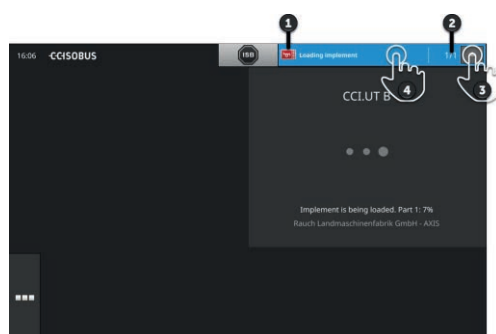 1 2
16:06 CCISOBUS ISB Loading implement 1/1
4 3
CCI.UT B
Implement is being loaded. Part 1: 7%
Rauch Landmaschinenfabrik GmbH - AXIS